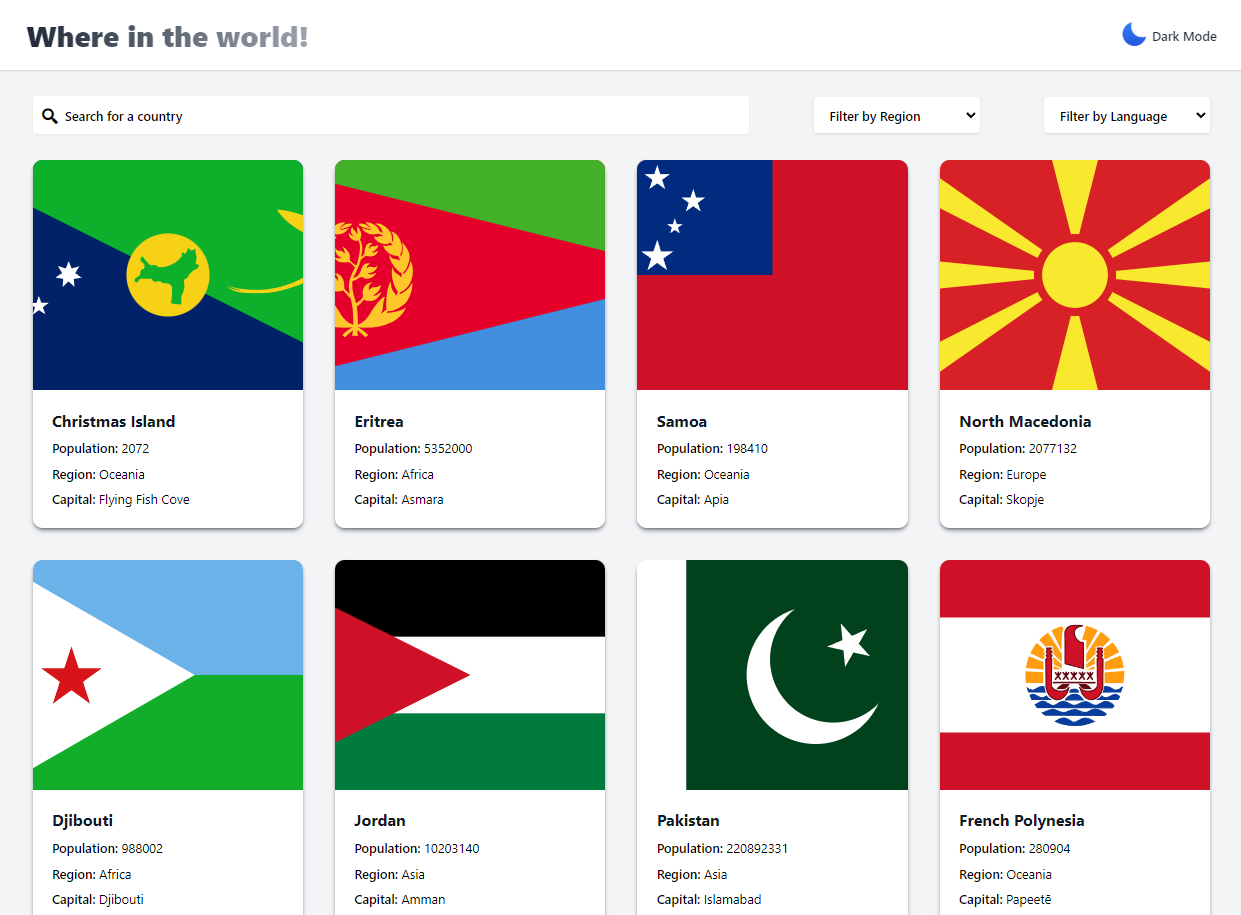 Where in the world!
Dark Mode
Search for a country
Filter by Region
Filter by Language
Christmas Island
Population: 2072
Region: Oceania
Capital: Flying Fish Cove
Eritrea
Population: 5352000
Region: Africa
Capital: Asmara
Samoa
Population: 198410
Region: Oceania
Capital: Apia
North Macedonia
Population: 2077132
Region: Europe
Capital: Skopje
Djibouti
Population: 988002
Region: Africa
Capital: Djibouti
Jordan
Population: 10203140
Region: Asia
Capital: Amman
Pakistan
Population: 220892331
Region: Asia
Capital: Islamabad
French Polynesia
Population: 280904
Region: Oceania
Capital: Papeetē